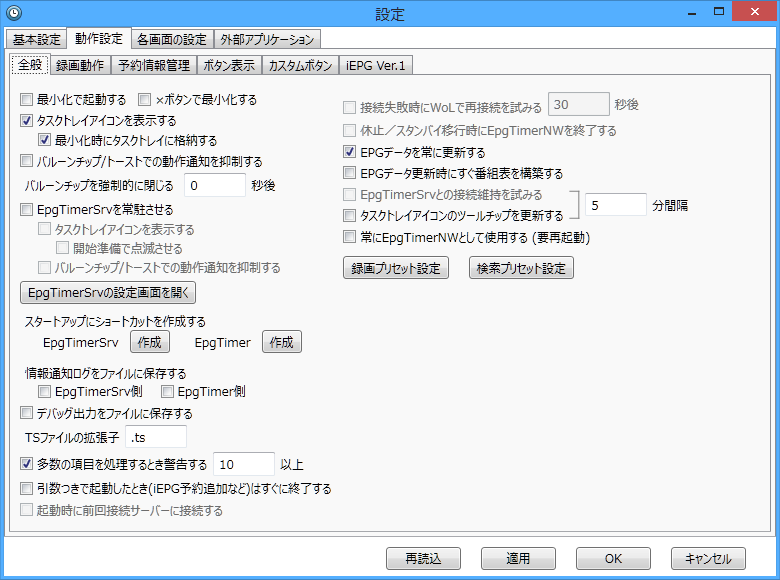 設定
基本設定 動作設定 各画面の設定 外部アプリケーション
全般 録画動作 予約情報管理 ボタン表示 カスタムボタン iEPG Ver.1
最小化で起動する ×ボタンで最小化する
タスクトレイアイコンを表示する
最小化時にタスクトレイに格納する
バルーンチップ/トーストでの動作通知を抑制する
バルーンチップを強制的に閉じる 0 秒後
EpgTimerSrvを常駐させる
タスクトレイアイコンを表示する
開始準備で点滅させる
バルーンチップ/トーストでの動作通知を抑制する
EpgTimerSrvの設定画面を開く
スタートアップにショートカットを作成する
EpgTimerSrv 作成 EpgTimer 作成
情報通知ログをファイルに保存する
EpgTimerSrv側 EpgTimer側
デバッグ出力をファイルに保存する
TSファイルの拡張子 .ts
多数の項目を処理するとき警告する 10 以上
引数つきで起動したとき(iEPG予約追加など)はすぐに終了する
起動時に前回接続サーバーに接続する
接続失敗時にWoLで再接続を試みる 30 秒後
休止／スタンバイ移行時にEpgTimerNWを終了する
EPGデータを常に更新する
EPGデータ更新時にすぐ番組表を構築する
EpgTimerSrvとの接続維持を試みる
タスクトレイアイコンのツールチップを更新する 5 分間隔
常にEpgTimerNWとして使用する (要再起動)
録画プリセット設定 検索プリセット設定
再読込 適用 OK キャンセル